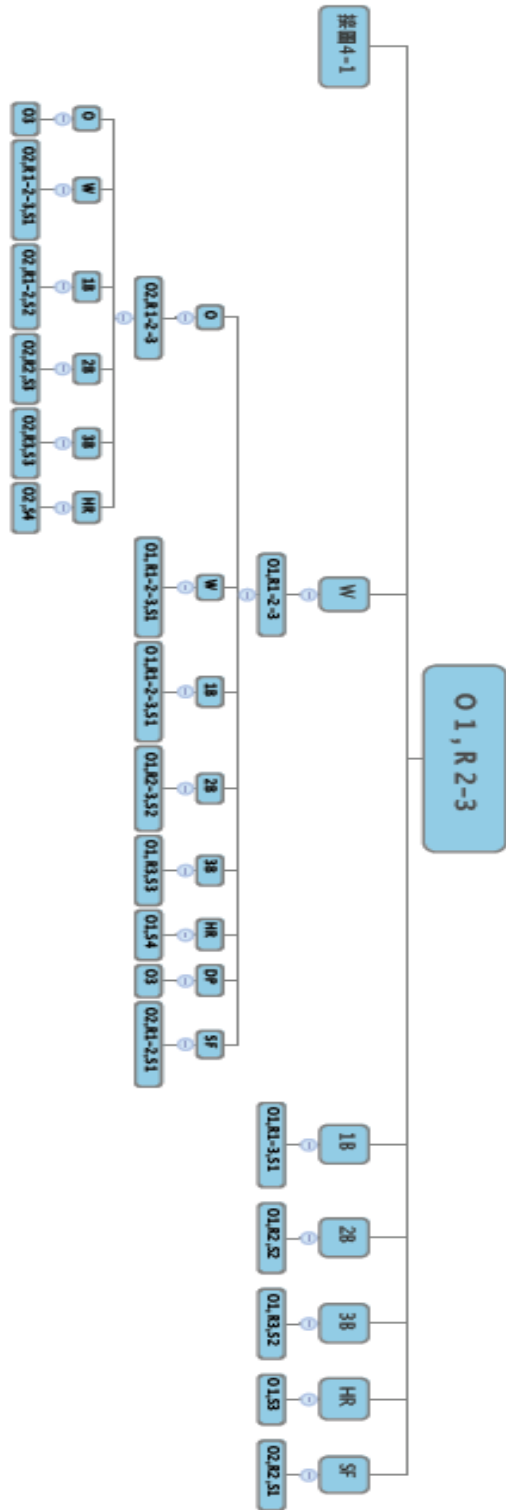 O 1 , R 2-3
接圖4-1 W 1B 2B 3B HR SF
O1,R1-2-3 O1,R1-3,S1 O1,R2,S2 O1,R3,S2 O1,S3 O2,R2,S1
O W 1B 2B 3B HR DP SF
O2,R1-2-3 O1,R1-2-3,S1 O1,R1-2-3,S1 O1,R2-3,S2 O1,R3,S3 O1,S4 O3 O2,R1-2,S1
O W 1B 2B 3B HR
O3 O2,R1-2-3,S1 O2,R1-2,S2 O2,R2,S3 O2,R3,S3 O2,S4